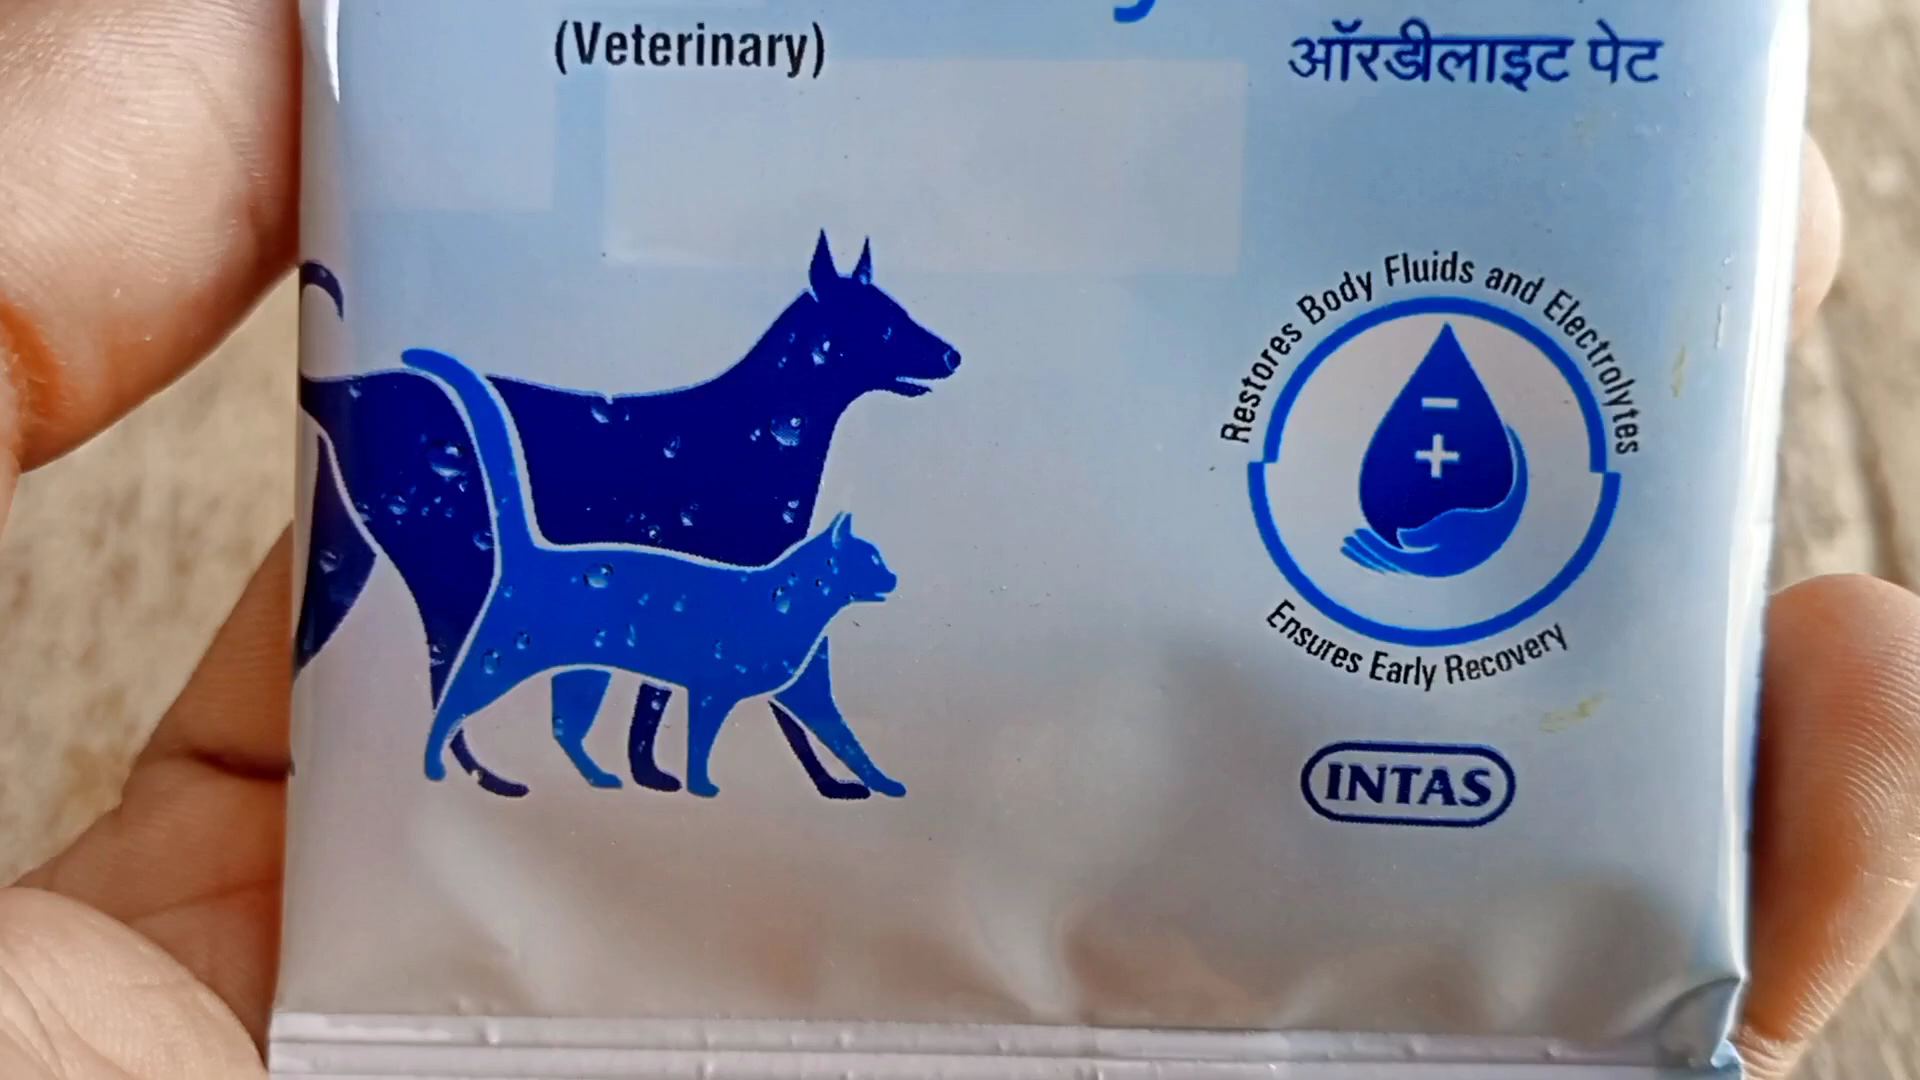 (Veterinary)
ऑरडीलाइट पेट
Restores Body Fluids and Electrolytes
Ensures Early Recovery
INTAS